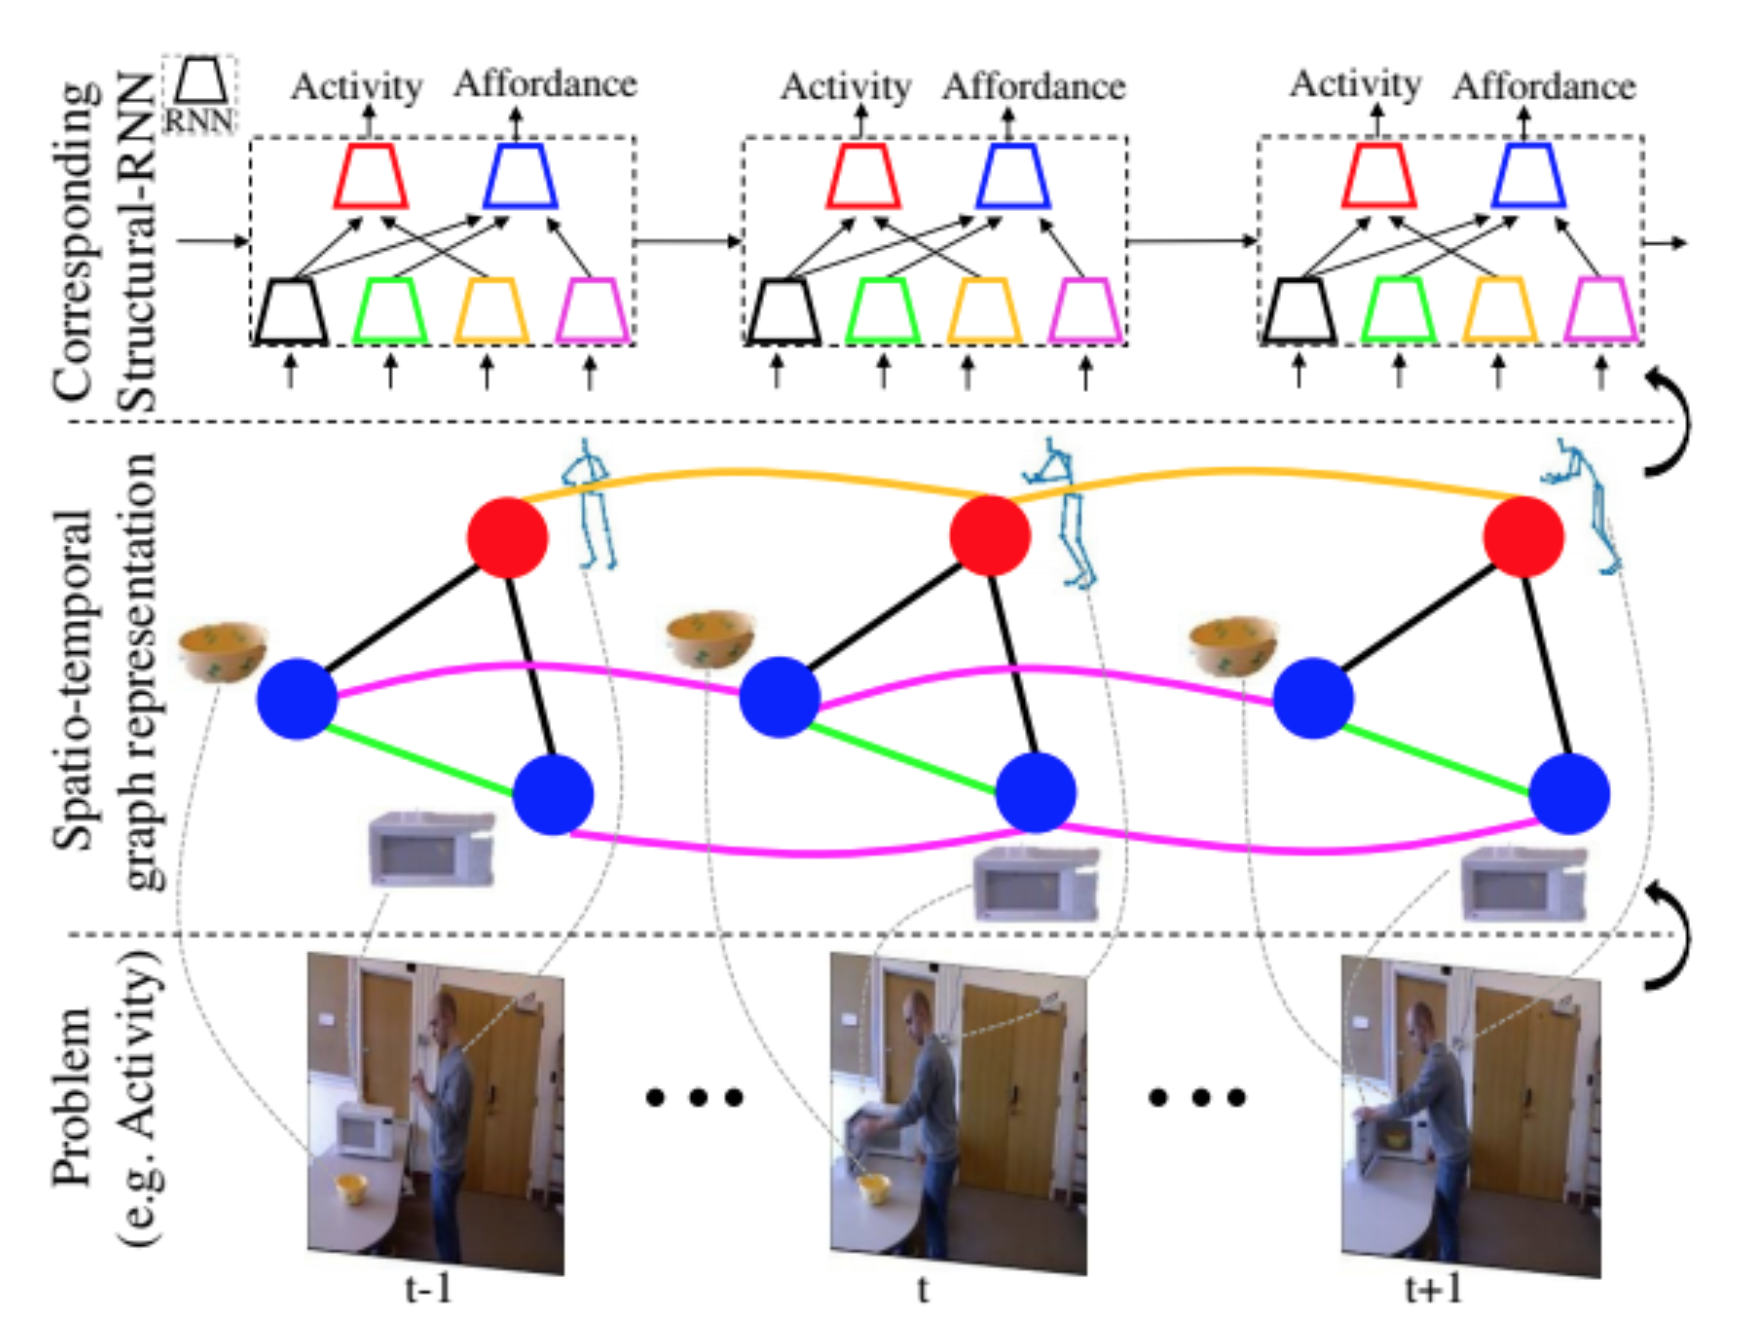 Corresponding
Structural-RNN
RNN
Activity Affordance
Activity Affordance
Activity Affordance
Spatio-temporal
graph representation
Problem
(e.g. Activity)
t-1
t
t+1